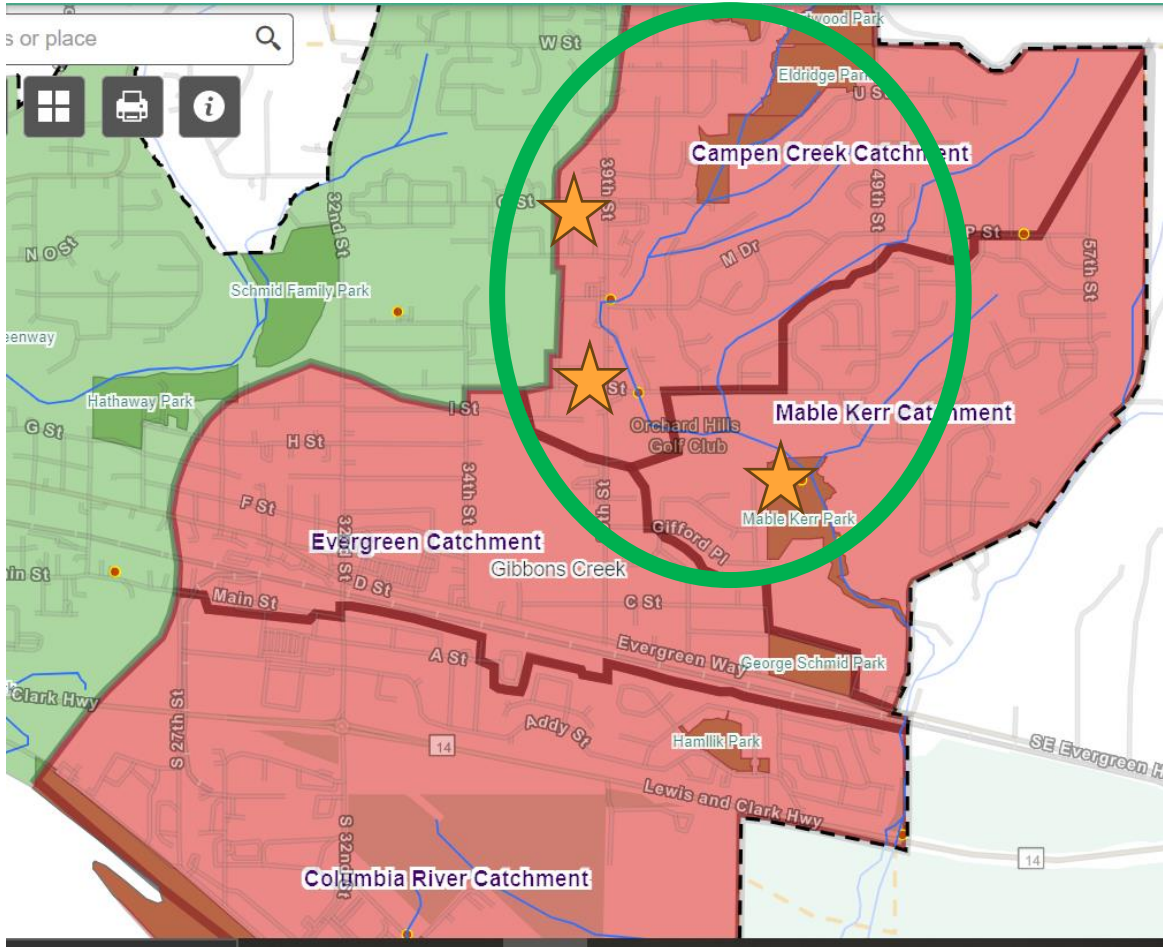 s or place
W St
Eldridge Park
U St
Campen Creek Catchment
39th St
49th St
32nd St
N O St
M Dr
P St
57th St
Schmid Family Park
eenway
Hathaway Park
St
I St
Mable Kerr Catchment
G St
H St
Orchard Hills
Golf Club
34th St
F St
Mable Kerr Park
Gifford Pl
Evergreen Catchment
32nd St
Gibbons Creek
in St
D St
Main St
C St
A St
Evergreen Way
George Schmid Park
Clark Hwy
S 27th St
Addy St
14
Hamllik Park
SE Evergreen H
Lewis and Clark Hwy
S 32nd St
14
Columbia River Catchment